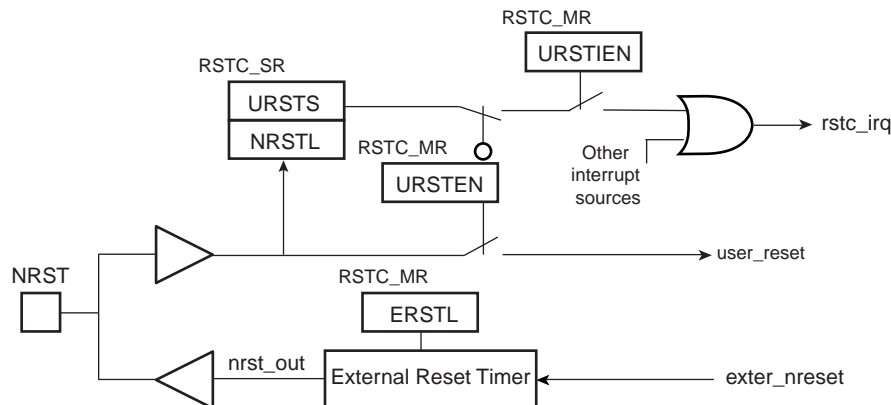 RSTC_MR
URSTIEN
RSTC_SR
URSTS
NRSTL
rstc_irq
RSTC_MR
Other
interrupt
sources
URSTEN
user_reset
NRST
RSTC_MR
ERSTL
nrst_out
External Reset Timer
exter_nreset